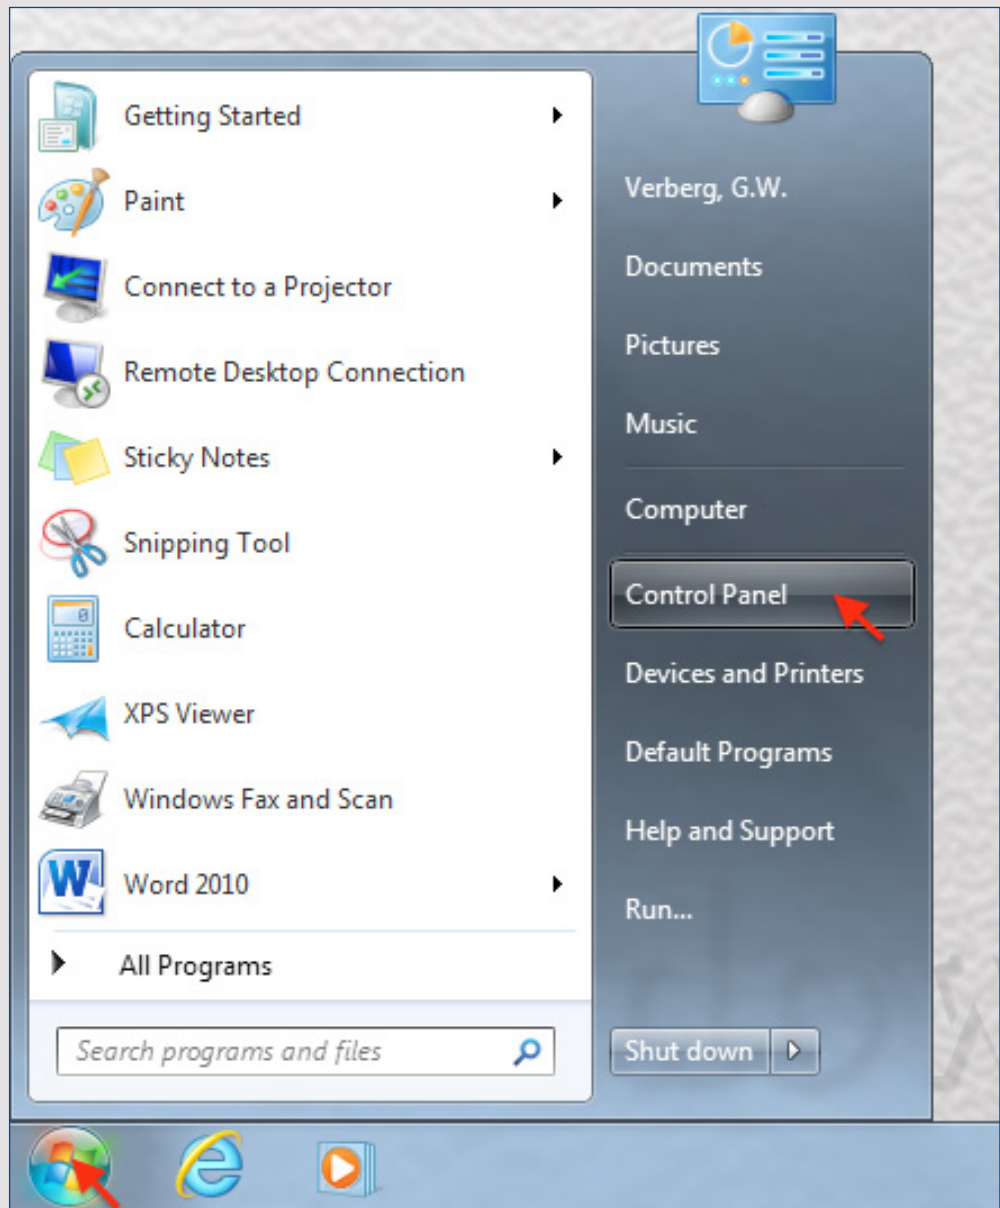 Getting Started
Paint
Connect to a Projector
Remote Desktop Connection
Sticky Notes
Snipping Tool
Calculator
XPS Viewer
Windows Fax and Scan
Word 2010
All Programs
Search programs and files
Verberg, G.W.
Documents
Pictures
Music
Computer
Control Panel
Devices and Printers
Default Programs
Help and Support
Run...
Shut down